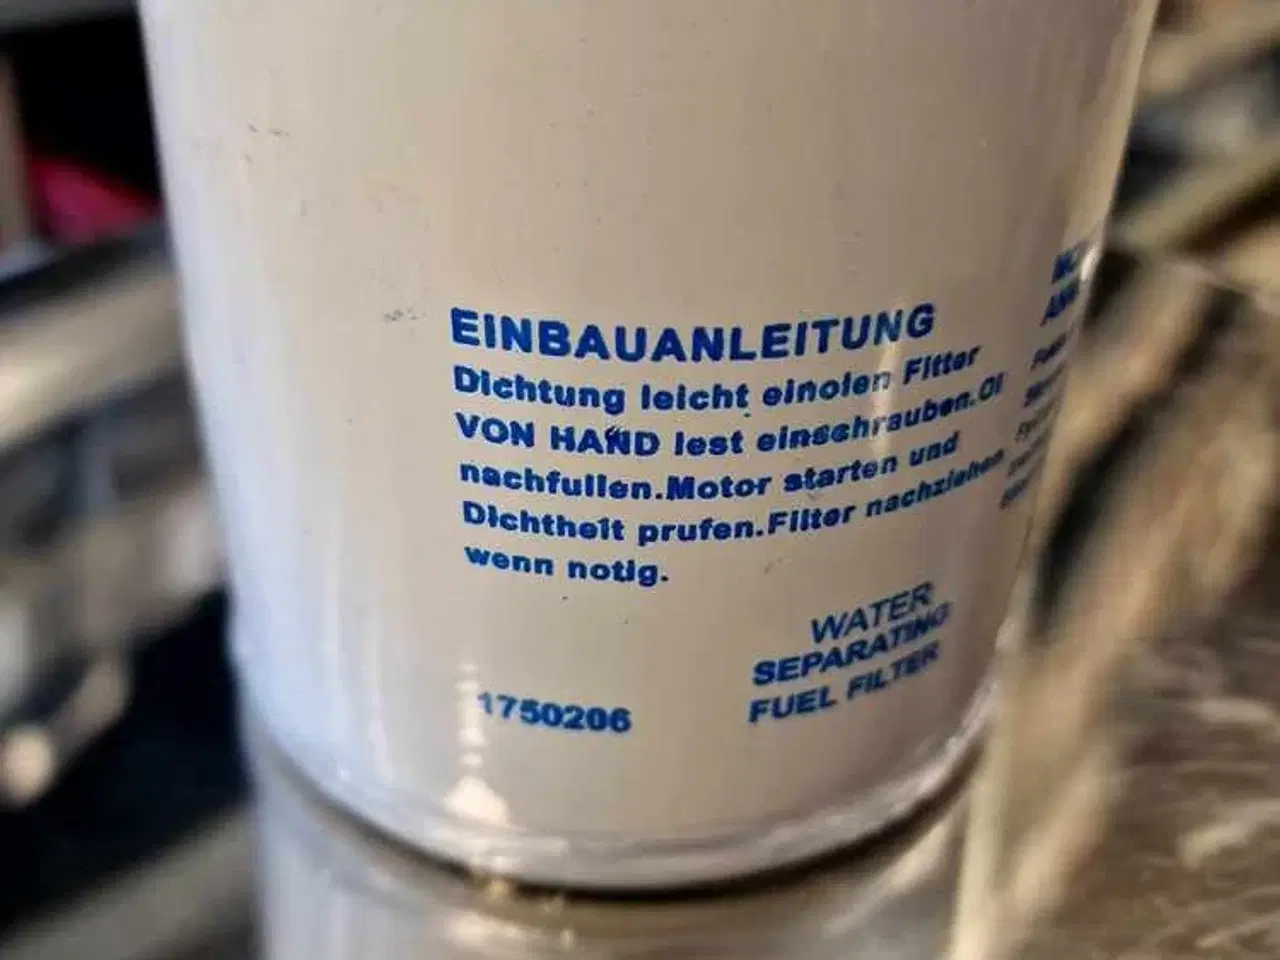 EINBAUANLEITUNG
Dichtung leicht einolen Fitter
VON HAND lest einschrauben.Ol
nachfullen.Motor starten und
Dichtheit prufen.Filter nachziehen
wenn notig.
WATER
SEPARATING
FUEL FILTER
1750206